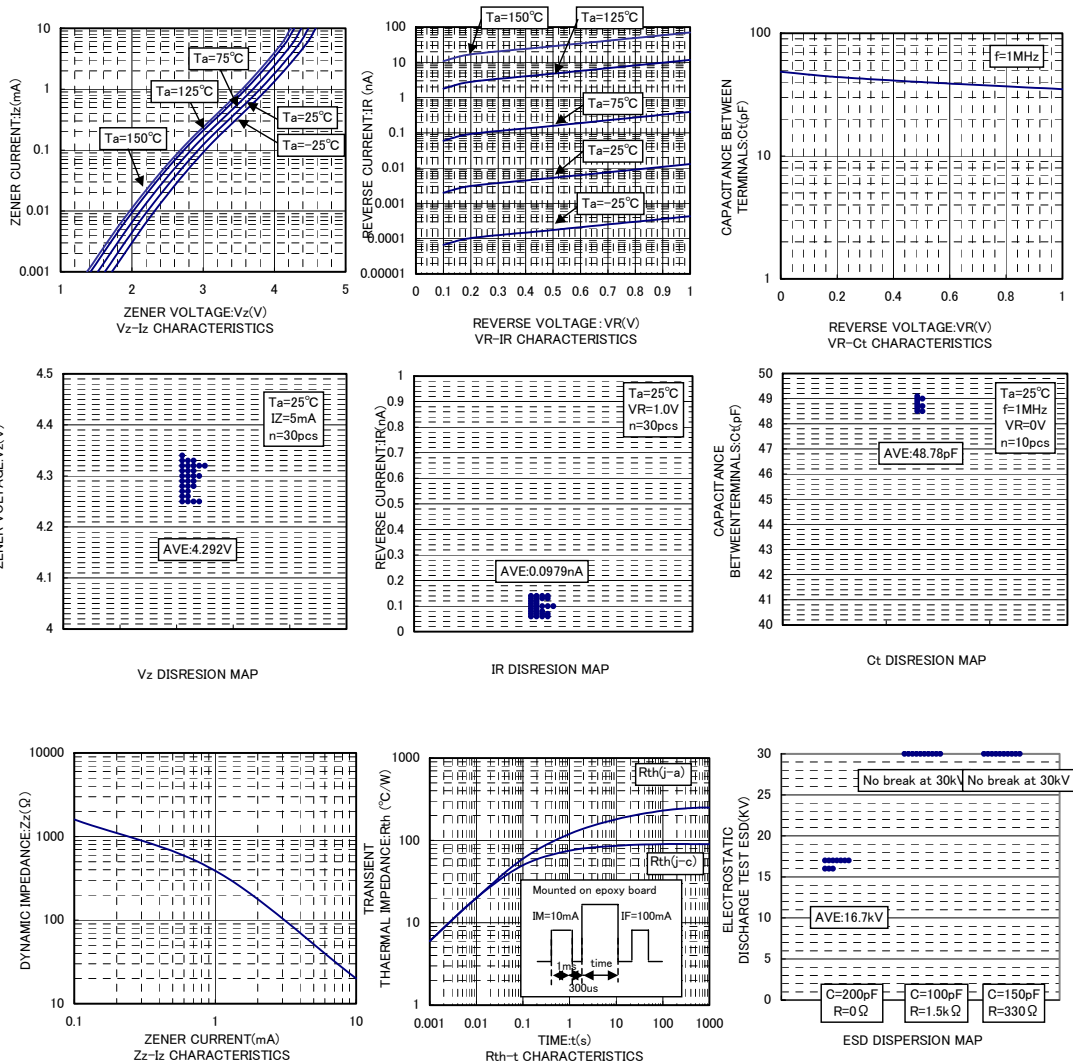 ZENER CURRENT:Iz(mA)
10
1
0.1
0.01
0.001
Ta=75℃
Ta=125℃
Ta=25℃
Ta=150℃
Ta=-25℃
1 2 3 4 5
ZENER VOLTAGE:Vz(V)
Vz-Iz CHARACTERISTICS
REVERSE CURRENT:IR (nA)
100
10
1
0.1
0.01
0.001
0.0001
0.00001
Ta=150℃
Ta=125℃
Ta=75℃
Ta=25℃
Ta=-25℃
0 0.1 0.2 0.3 0.4 0.5 0.6 0.7 0.8 0.9 1
REVERSE VOLTAGE:VR(V)
VR-IR CHARACTERISTICS
CAPACITANCE BETWEEN
TERMINALS:Ct(pF)
100
10
1
f=1MHz
0 0.2 0.4 0.6 0.8 1
REVERSE VOLTAGE:VR(V)
VR-Ct CHARACTERISTICS
ZENER VOLTAGE:Vz(V)
4.5
4.4
4.3
4.2
4.1
4
Ta=25℃
IZ=5mA
n=30pcs
AVE:4.292V
Vz DISRESION MAP
REVERSE CURRENT:IR(nA)
1
0.9
0.8
0.7
0.6
0.5
0.4
0.3
0.2
0.1
0
Ta=25℃
VR=1.0V
n=30pcs
AVE:0.0979nA
IR DISRESION MAP
CAPACITANCE
BETWEENTERMINALS:Ct(pF)
50
49
48
47
46
45
44
43
42
41
40
Ta=25℃
f=1MHz
VR=0V
n=10pcs
AVE:48.78pF
Ct DISRESION MAP
DYNAMIC IMPEDANCE:Zz(Ω)
10000
1000
100
10
0.1 1 10
ZENER CURRENT(mA)
Zz-Iz CHARACTERISTICS
TRANSIENT
THAERMAL IMPEDANCE:Rth (℃/W)
1000
100
10
1
Rth(j-a)
Rth(j-c)
Mounted on epoxy board
IM=10mA IF=100mA
1ms time
300us
0.001 0.01 0.1 1 10 100 1000
TIME:t(s)
Rth-t CHARACTERISTICS
ELECTROSTATIC
DISCHARGE TEST ESD(KV)
30
25
20
15
10
5
0
No break at 30kV No break at 30kV
AVE:16.7kV
C=200pF C=100pF C=150pF
R=0Ω R=1.5kΩ R=330Ω
ESD DISPERSION MAP